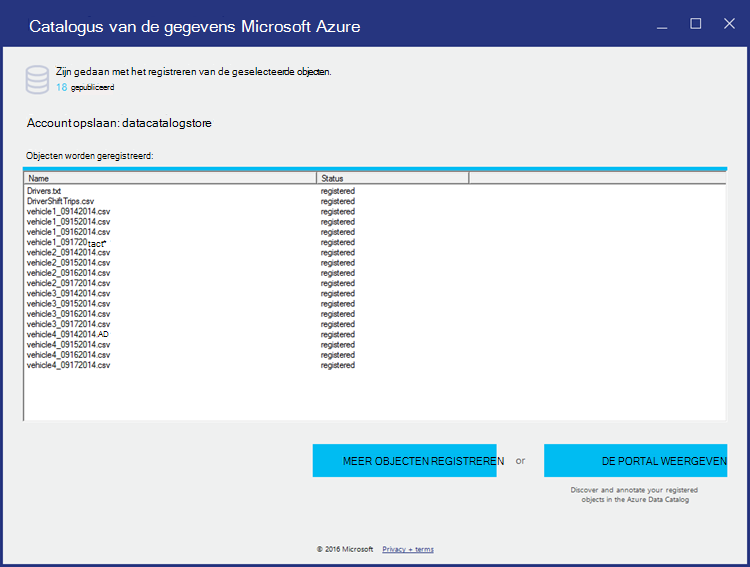 Catalogus van de gegevens Microsoft Azure
Zijn gedaan met het registreren van de geselecteerde objecten.
18 gepubliceerd
Account opslaan: datacatalogstore
Objecten worden geregistreerd:
Name Status
Drivers.txt registered
DriverShiftTrips.csv registered
vehicle1_09142014.csv registered
vehicle1_09152014.csv registered
vehicle1_09162014.csv registered
vehicle1_091720tact" registered
vehicle2_09142014.csv registered
vehicle2_09152014.csv registered
vehicle2_09162014.csv registered
vehicle2_09172014.csv registered
vehicle3_09142014.csv registered
vehicle3_09152014.csv registered
vehicle3_09162014.csv registered
vehicle3_09172014.csv registered
vehicle4_09142014.AD registered
vehicle4_09152014.csv registered
vehicle4_09162014.csv registered
vehicle4_09172014.csv registered
MEER OBJECTEN REGISTREREN or DE PORTAL WEERGEVEN
Discover and annotate your registered
objects in the Azure Data Catalog
© 2016 Microsoft Privacy + terms